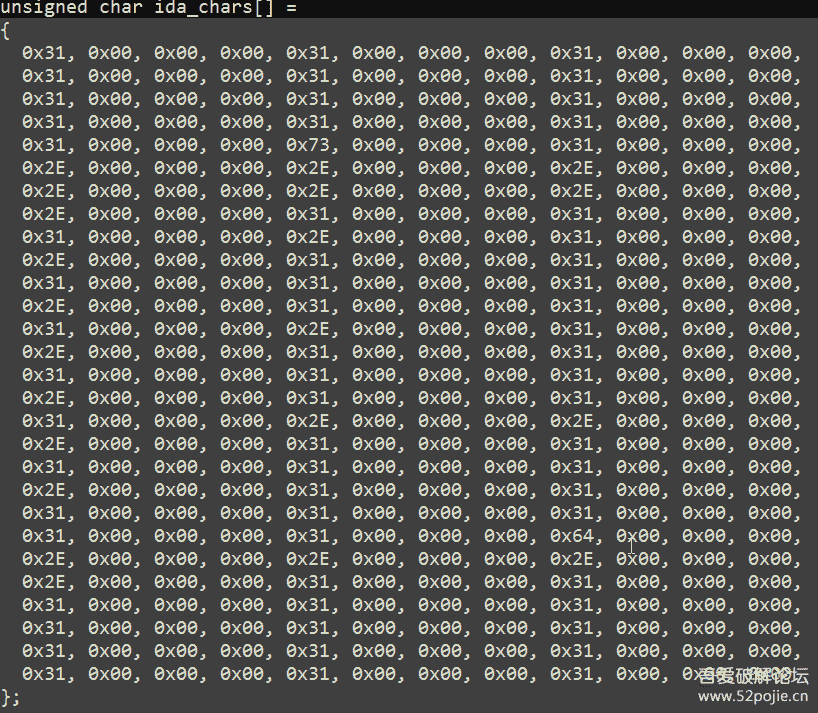 unsigned char ida_chars[] =
{
0x31, 0x00, 0x00, 0x00, 0x31, 0x00, 0x00, 0x00, 0x31, 0x00, 0x00, 0x00,
0x31, 0x00, 0x00, 0x00, 0x31, 0x00, 0x00, 0x00, 0x31, 0x00, 0x00, 0x00,
0x31, 0x00, 0x00, 0x00, 0x31, 0x00, 0x00, 0x00, 0x31, 0x00, 0x00, 0x00,
0x31, 0x00, 0x00, 0x00, 0x31, 0x00, 0x00, 0x00, 0x31, 0x00, 0x00, 0x00,
0x31, 0x00, 0x00, 0x00, 0x73, 0x00, 0x00, 0x00, 0x31, 0x00, 0x00, 0x00,
0x2E, 0x00, 0x00, 0x00, 0x2E, 0x00, 0x00, 0x00, 0x2E, 0x00, 0x00, 0x00,
0x2E, 0x00, 0x00, 0x00, 0x2E, 0x00, 0x00, 0x00, 0x2E, 0x00, 0x00, 0x00,
0x2E, 0x00, 0x00, 0x00, 0x31, 0x00, 0x00, 0x00, 0x31, 0x00, 0x00, 0x00,
0x31, 0x00, 0x00, 0x00, 0x2E, 0x00, 0x00, 0x00, 0x31, 0x00, 0x00, 0x00,
0x2E, 0x00, 0x00, 0x00, 0x31, 0x00, 0x00, 0x00, 0x31, 0x00, 0x00, 0x00,
0x31, 0x00, 0x00, 0x00, 0x31, 0x00, 0x00, 0x00, 0x31, 0x00, 0x00, 0x00,
0x2E, 0x00, 0x00, 0x00, 0x31, 0x00, 0x00, 0x00, 0x31, 0x00, 0x00, 0x00,
0x31, 0x00, 0x00, 0x00, 0x2E, 0x00, 0x00, 0x00, 0x31, 0x00, 0x00, 0x00,
0x2E, 0x00, 0x00, 0x00, 0x31, 0x00, 0x00, 0x00, 0x31, 0x00, 0x00, 0x00,
0x31, 0x00, 0x00, 0x00, 0x31, 0x00, 0x00, 0x00, 0x31, 0x00, 0x00, 0x00,
0x2E, 0x00, 0x00, 0x00, 0x31, 0x00, 0x00, 0x00, 0x31, 0x00, 0x00, 0x00,
0x31, 0x00, 0x00, 0x00, 0x2E, 0x00, 0x00, 0x00, 0x2E, 0x00, 0x00, 0x00,
0x2E, 0x00, 0x00, 0x00, 0x31, 0x00, 0x00, 0x00, 0x31, 0x00, 0x00, 0x00,
0x31, 0x00, 0x00, 0x00, 0x31, 0x00, 0x00, 0x00, 0x31, 0x00, 0x00, 0x00,
0x2E, 0x00, 0x00, 0x00, 0x31, 0x00, 0x00, 0x00, 0x31, 0x00, 0x00, 0x00,
0x31, 0x00, 0x00, 0x00, 0x31, 0x00, 0x00, 0x00, 0x31, 0x00, 0x00, 0x00,
0x31, 0x00, 0x00, 0x00, 0x31, 0x00, 0x00, 0x00, 0x64, 0x00, 0x00, 0x00,
0x2E, 0x00, 0x00, 0x00, 0x2E, 0x00, 0x00, 0x00, 0x2E, 0x00, 0x00, 0x00,
0x2E, 0x00, 0x00, 0x00, 0x31, 0x00, 0x00, 0x00, 0x31, 0x00, 0x00, 0x00,
0x31, 0x00, 0x00, 0x00, 0x31, 0x00, 0x00, 0x00, 0x31, 0x00, 0x00, 0x00,
0x31, 0x00, 0x00, 0x00, 0x31, 0x00, 0x00, 0x00, 0x31, 0x00, 0x00, 0x00,
0x31, 0x00, 0x00, 0x00, 0x31, 0x00, 0x00, 0x00, 0x31, 0x00, 0x00, 0x00,
0x31, 0x00, 0x00, 0x00, 0x31, 0x00, 0x00, 0x00, 0x31, 0x00, 0x00, 0x00,
};
吾爱破解论坛
www.52pojie.cn